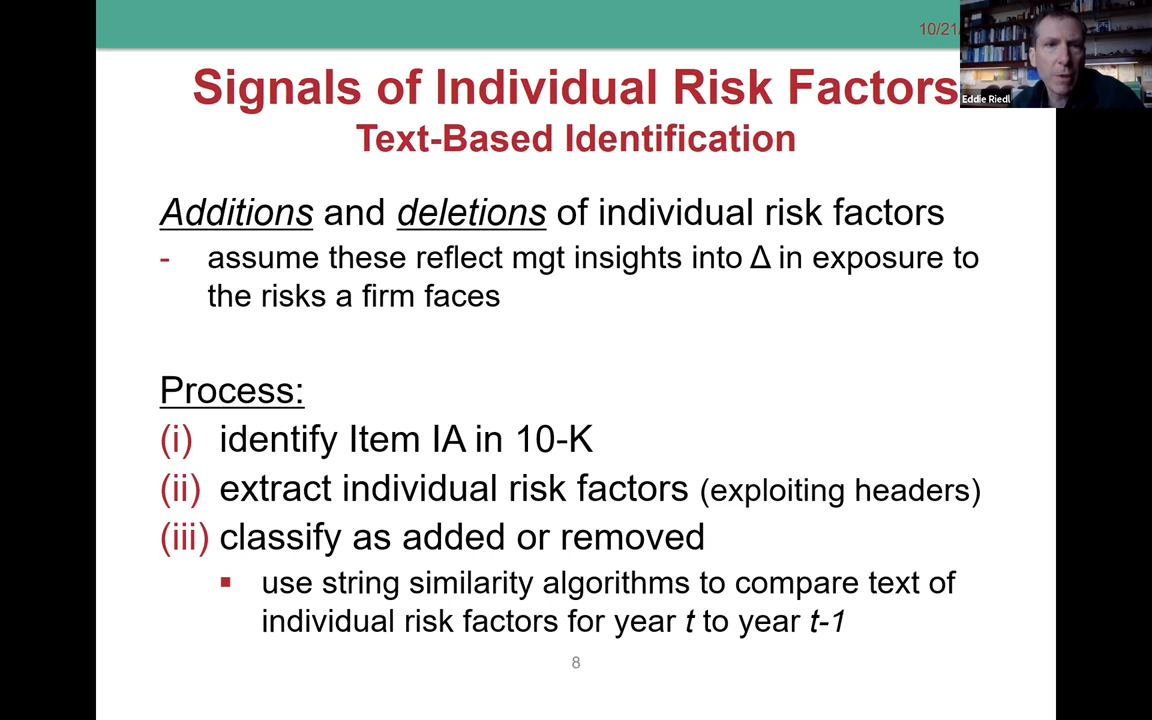 10/21/
Eddie Riedl
Signals of Individual Risk Factors
Text-Based Identification
Additions and deletions of individual risk factors
- assume these reflect mgt insights into Δ in exposure to
the risks a firm faces
Process:
(i) identify Item IA in 10-K
(ii) extract individual risk factors (exploiting headers)
(iii) classify as added or removed
▪ use string similarity algorithms to compare text of
individual risk factors for year t to year t-1
8